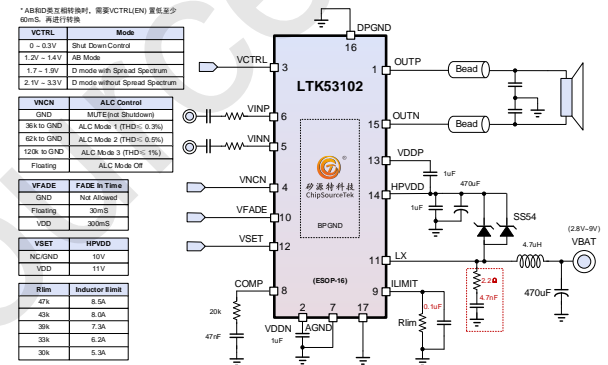 * AB和D类互相转换时，需要VCTRL(EN) 置低至少
60mS，再进行转换
VCTRL Mode
0 ~ 0.3V Shut Down Control
1.2V ~ 1.4V AB Mode
1.7 ~ 1.9V D mode with Spread Spectrum
2.1V ~ 3.3V D mode without Spread Spectrum
VNCN ALC Control
GND MUTE(not Shutdown)
36k to GND ALC Mode 1 (THD≤ 0.3%)
62k to GND ALC Mode 2 (THD≤ 0.5%)
120k to GND ALC Mode 3 (THD≤ 1%)
Floating ALC Mode Off
VFADE FADE In Time
GND Not Allowed
Floating 30mS
VDD 300mS
VSET HPVDD
NC/GND 10V
VDD 11V
Rlim Inductor Ilimit
47k 8.5A
43k 8.0A
39k 7.3A
33k 6.2A
30k 5.3A
DPGND
16
VCTRL 3
LTK53102
1 OUTP Bead
VINP 6
15 OUTN Bead
VINN 5
13 VDDP
1uF
矽源特科技
ChipSourceTek
VNCN 4
14 HPVDD
1uF
470uF
VFADE 10
BPGND
SS54
VSET 12
11 LX
4.7uH
(2.8V~9V)
VBAT
(ESOP-16)
2.2Ω
4.7nF
470uF
COMP 8
9 ILIMIT
20k
47nF
0.1uF
Rlim
2 7 17
VDDN AGND
1uF